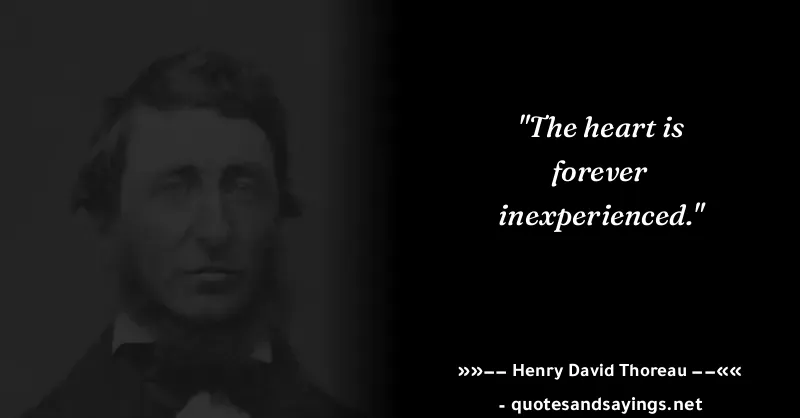 "The heart is
forever
inexperienced."
»»−− Henry David Thoreau −−««
- quotesandsayings.net